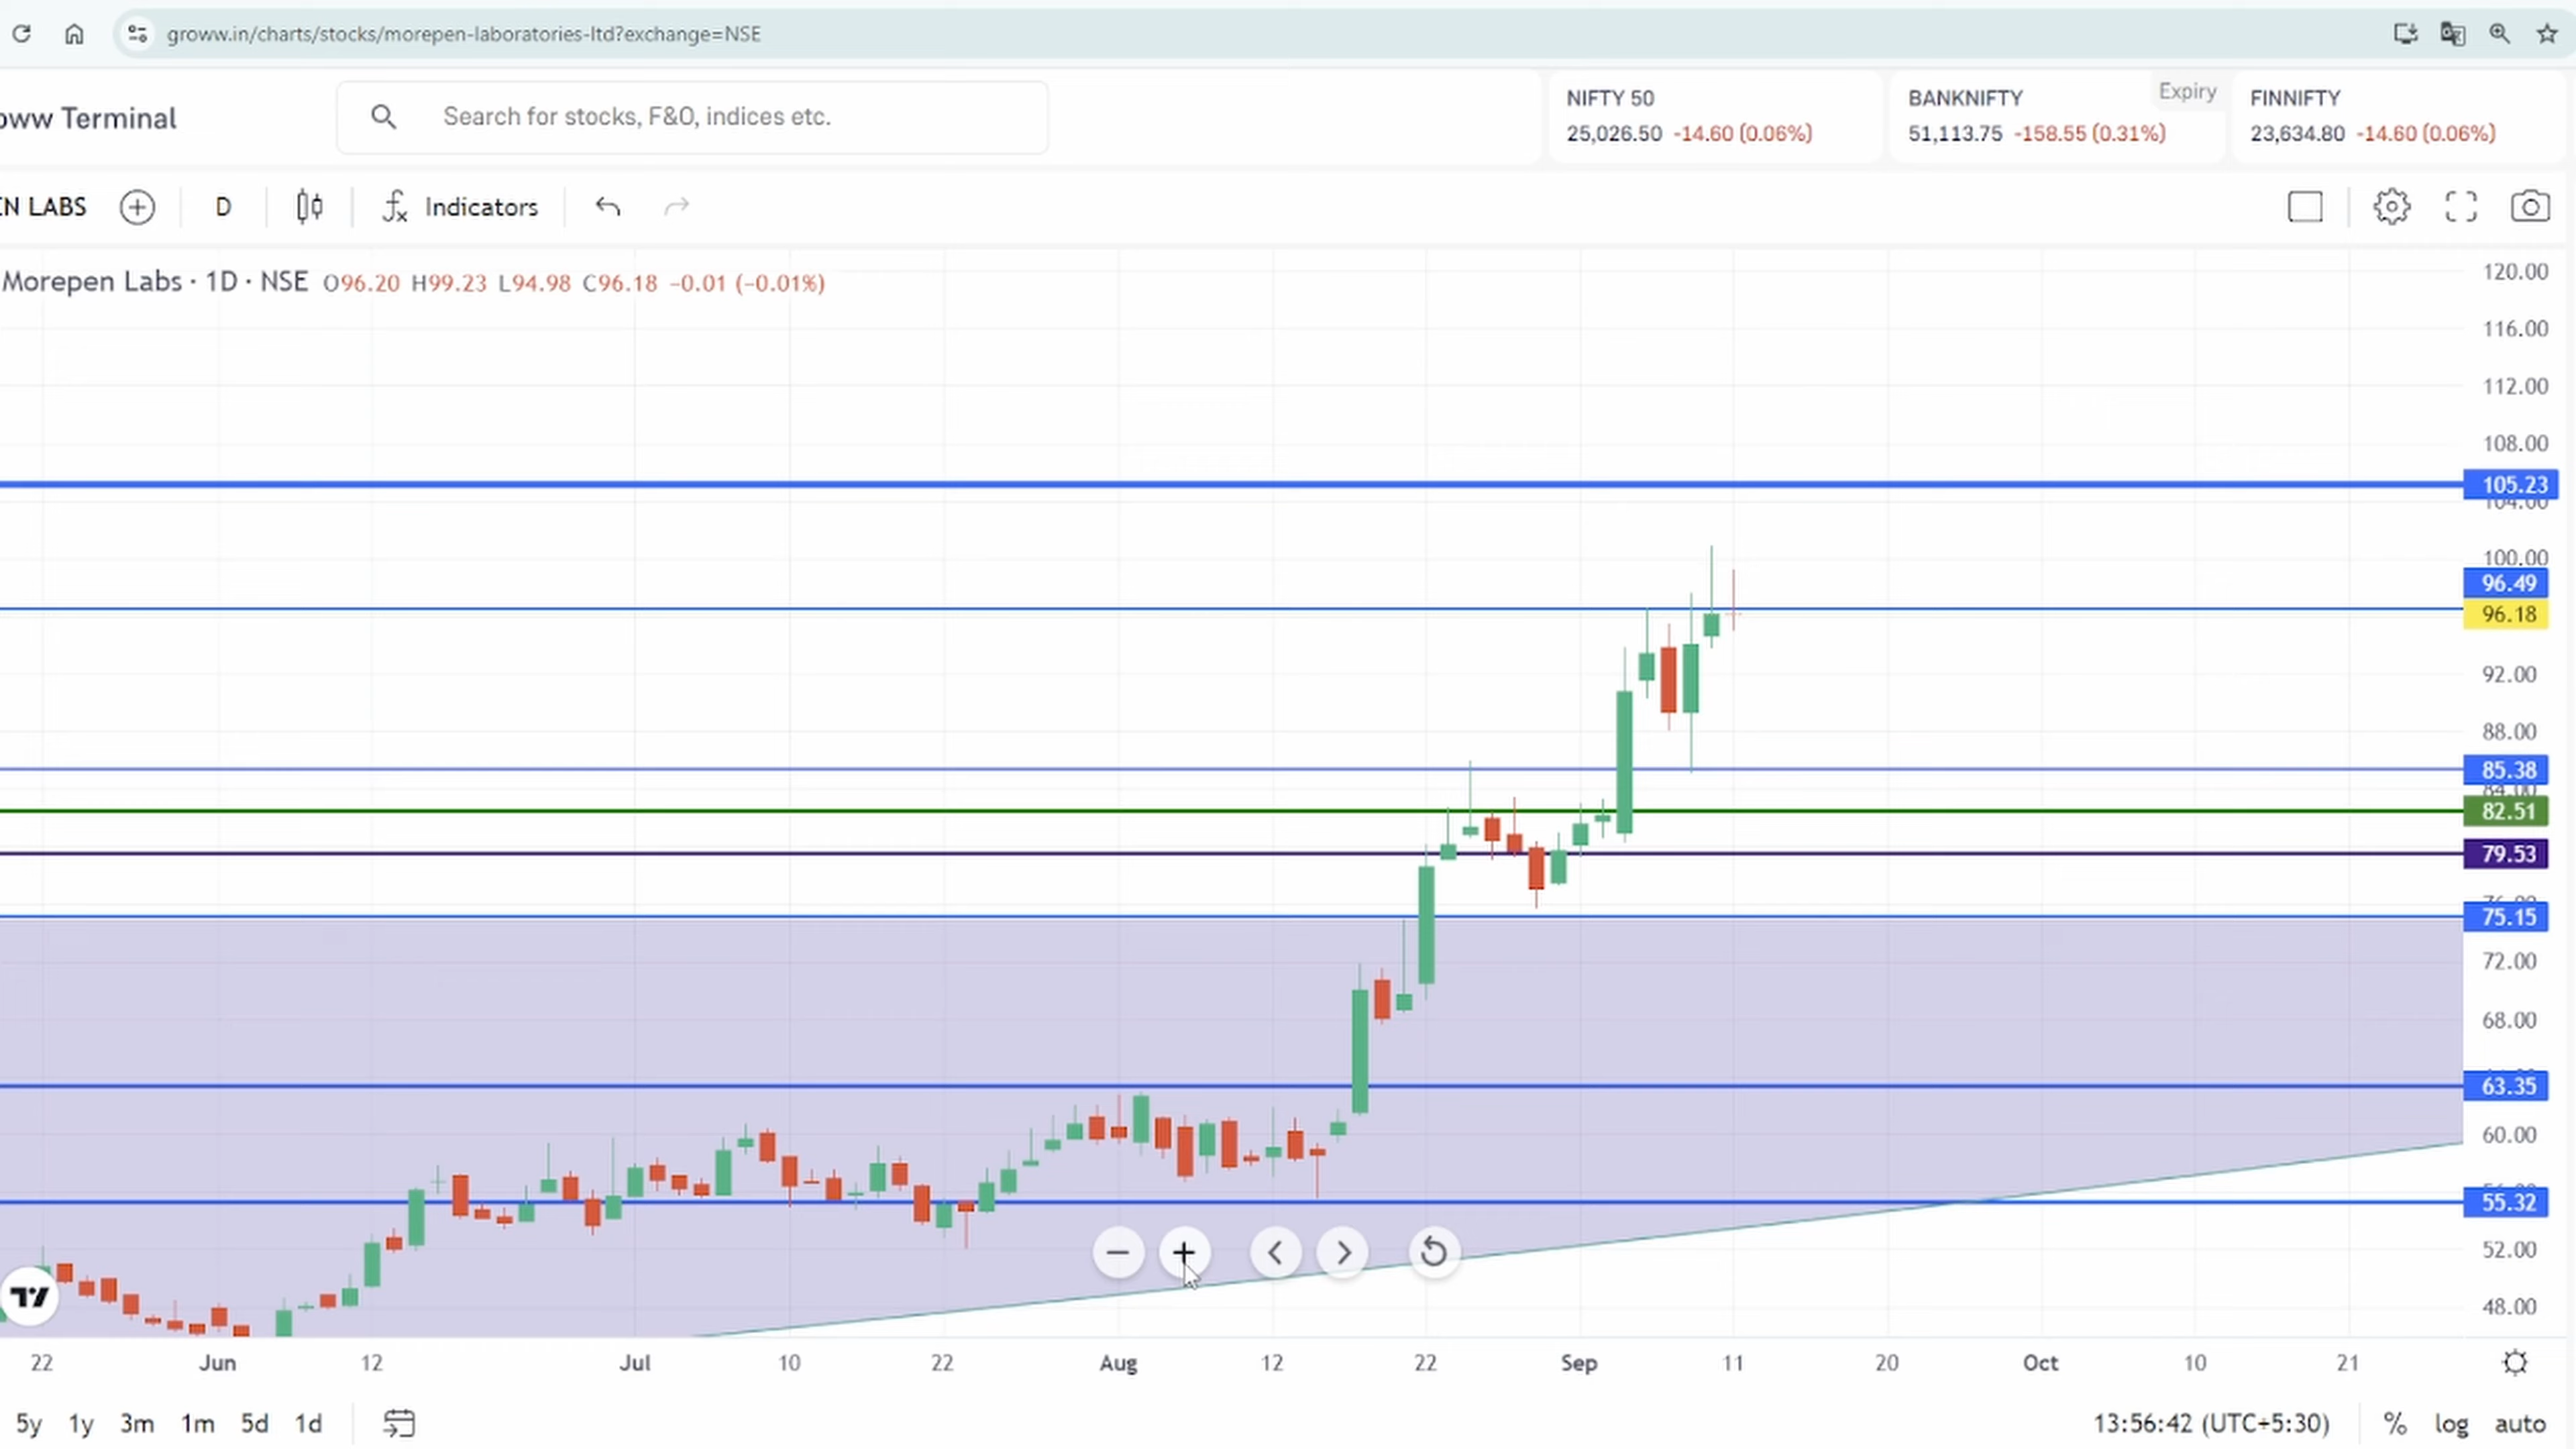 groww.in/charts/stocks/morepen-laboratories-ltd?exchange=NSE
oww Terminal
Search for stocks, F&O, indices etc.
NIFTY 50
25,026.50 -14.60 (0.06%)
BANKNIFTY
Expiry
51,113.75 -158.55 (0.31%)
FINNIFTY
23,634.80 -14.60 (0.06%)
EN LABS
D
Indicators
Morepen Labs · 1D · NSE O96.20 H99.23 L94.98 C96.18 −0.01 (−0.01%)
120.00
116.00
112.00
108.00
105.23
104.00
100.00
96.49
96.18
92.00
88.00
85.38
84.00
82.51
79.53
75.15
72.00
68.00
63.35
60.00
55.32
52.00
48.00
22 Jun 12 Jul 10 22 Aug 12 22 Sep 11 20 Oct 10 21
5y 1y 3m 1m 5d 1d
13:56:42 (UTC+5:30) % log auto